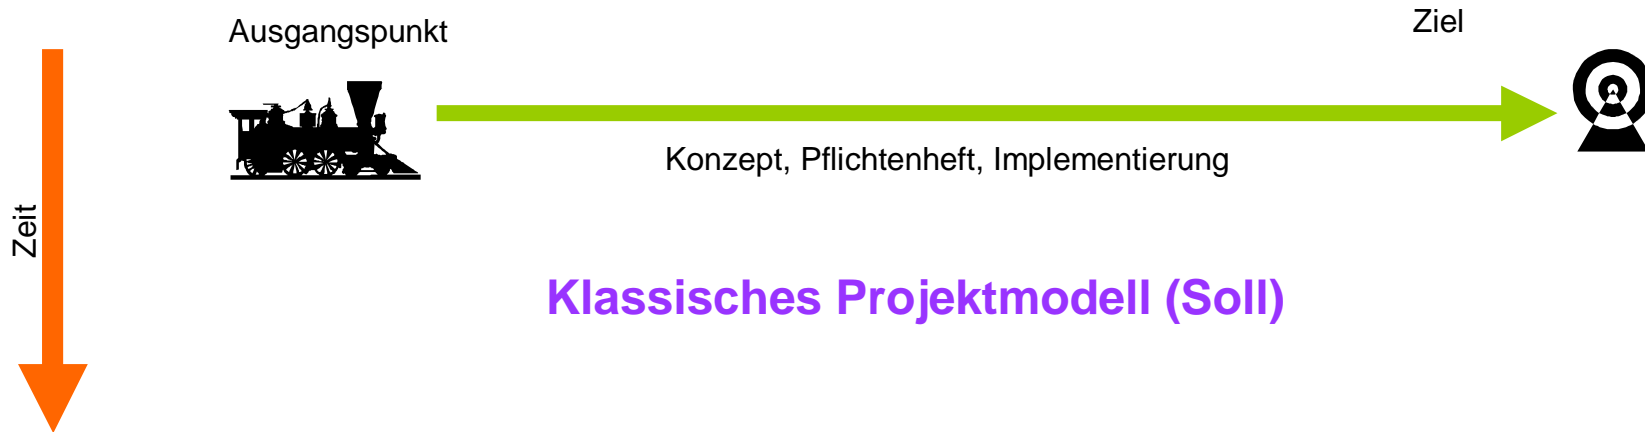 Ausgangspunkt
Ziel
Konzept, Pflichtenheft, Implementierung
Zeit
Klassisches Projektmodell (Soll)